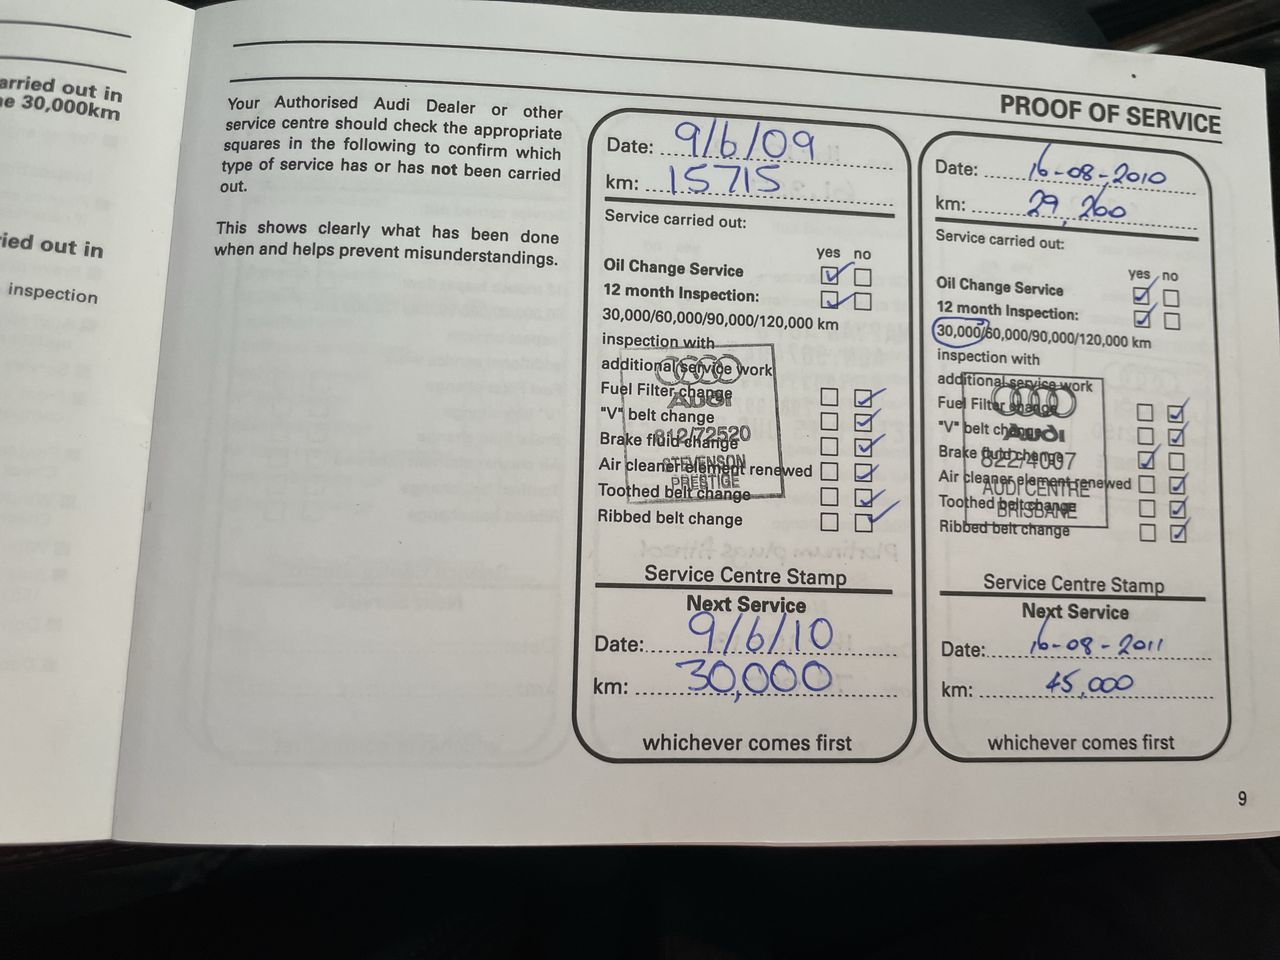 arried out in
e 30,000km
ied out in
inspection
PROOF OF SERVICE
Your Authorised Audi Dealer or other
service centre should check the appropriate
squares in the following to confirm which
type of service has or has not been carried
out.
This shows clearly what has been done
when and helps prevent misunderstandings.
Date: 9/6/09
km: 15715
Service carried out:
yes no
Oil Change Service
12 month Inspection:
30,000/60,000/90,000/120,000 km
inspection with
additional service work
Fuel Filter change
"V" belt change
Brake fluid change
Air cleaner element renewed
Toothed belt change
Ribbed belt change
Audi
812/72520
STEVENSON
PRESTIGE
Service Centre Stamp
Next Service
Date: 9/6/10
km: 30,000
whichever comes first
Date: 16-08-2010
km: 29,260
Service carried out:
yes no
Oil Change Service
12 month Inspection:
30,000/60,000/90,000/120,000 km
inspection with
additional service work
Fuel Filter change
"V" belt change
Brake fluid change
Air cleaner element renewed
Toothed belt change
Ribbed belt change
Audi
822/4007
AUDI CENTRE
BRISBANE
Service Centre Stamp
Next Service
Date: 16-08-2011
km: 45,000
whichever comes first
9